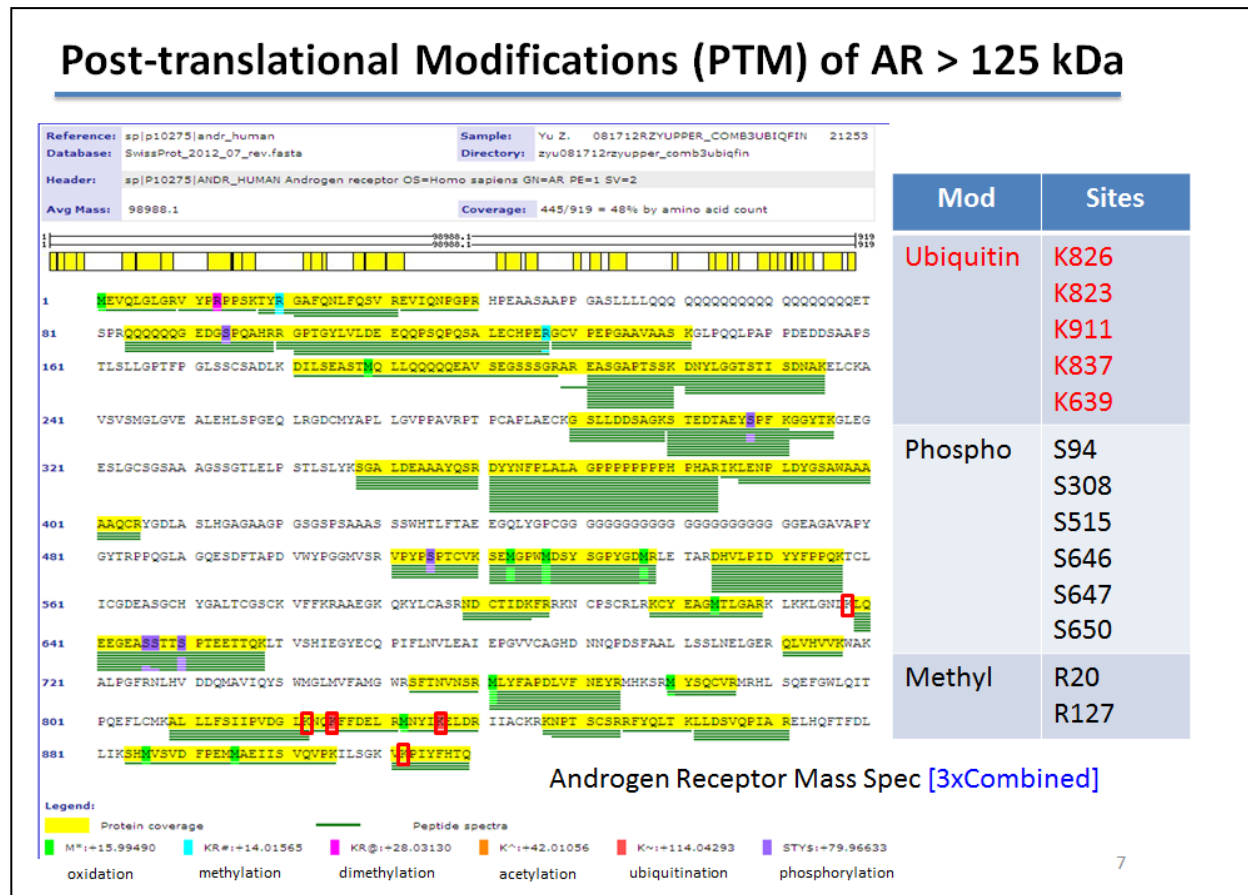 Post-translational Modifications (PTM) of AR > 125 kDa
Reference: sp|p10275|andr_human Sample: Yu Z. 081712RZYUPPER_COMB3UBIQFIN 21253
Database: SwissProt_2012_07_rev.fasta Directory: zyu081712rzyupper_comb3ubiqfin
Header: sp|P10275|ANDR_HUMAN Androgen receptor OS=Homo sapiens GN=AR PE=1 SV=2
Avg Mass: 98988.1 Coverage: 445/919 = 48% by amino acid count
1 98988.1 919
1 98988.1 919
1 MEVQLGLGRV YPRPPSKTYR GAFQNLFQSV REVIQNPGPR HPEAASAAPP GASLLLLQQQ QQQQQQQQQQ QQQQQQQQET
81 SPRQQQQQQG EDGSPQAHRR GPTGYLVLDE EQQPSQPQSA LECHPERGCV PEPGAAVAAS KGLPQQLPAP PDEDDSAAPS
161 TLSLLGPTFP GLSSCSADLK DILSEASTMQ LLQQQQQEAV SEGSSSGRAR EASGAPTSSK DNYLGGTSTI SDNAKELCKA
241 VSVSMGLGVE ALEHLSPGEQ LRGDCMYAPL LGVPPAVRPT PCAPLAECKG SLLDDSAGKS TEDTAEYSPF KGGYTKGLEG
321 ESLGCSGSAA AGSSGTLELP STLSLYKSGA LDEAAAYQSR DYYNFPLALA GPPPPPPPPH PHARIKLENP LDYGSAWAAA
401 AAQCRYGDLA SLHGAGAAGP GSGSPSAAAS SSWHTLFTAE EGQLYGPCGG GGGGGGGGGG GGGGGGGGGG GGEAGAVAPY
481 GYTRPPQGLA GQESDFTAPD VWYPGGMVSR VPYPSPTCVK SEMGPWMDSY SGPYGDMRLE TARDHVLPID YYFPPQKTCL
561 ICGDEASGCH YGALTCGSCK VFFKRAAEGK QKYLCASRND CTIDKFRRKN CPSCRLRKCY EAGMTLGARK LKKLGNDKLQ
641 EEGEASSTTS PTEETTQKLT VSHIEGYECQ PIFLNVLEAI EPGVVCAGHD NNQPDSFAAL LSSLNELGER QLVHVVKWAK
721 ALPGFRNLHV DDQMAVIQYS WMGLMVFAMG WRSFTNVNSR MLYFAPDLVF NEYRMHKSRM YSQCVRMRHL SQEFGWLQIT
801 PQEFLCMKAL LLFSIIPVDG LKNQKFFDEL RMNYIKELDR IIACKRKNPT SCSRRFYQLT KLLDSVQPIA RELHQFTFDL
881 LIKSHMVSVD FPEMMAEIIS VQVPKILSGK VKPIYFHTQ
Mod Sites
Ubiquitin K826
K823
K911
K837
K639
Phospho S94
S308
S515
S646
S647
S650
Methyl R20
R127
Androgen Receptor Mass Spec [3xCombined]
Legend:
Protein coverage Peptide spectra
M*:+15.99490 KR#:+14.01565 KR@:+28.03130 K^:+42.01056 K~:+114.04293 STY$:+79.96633
oxidation methylation dimethylation acetylation ubiquitination phosphorylation
7